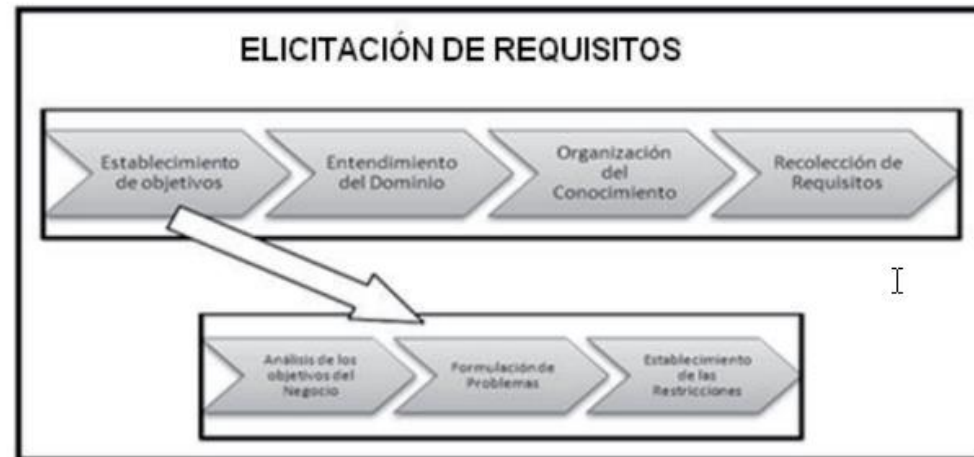 ELICITACIÓN DE REQUISITOS
Establecimiento
de objetivos
Entendimiento
del Dominio
Organización
del
Conocimiento
Recolección de
Requisitos
Análisis de los
objetivos del
Negocio
Formulación de
Problemas
Establecimiento
de las
Restricciones